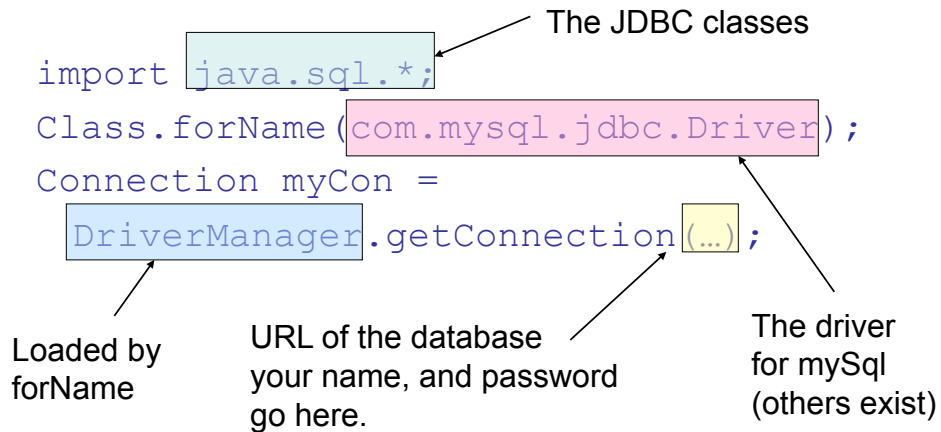 The JDBC classes
import java.sql.*;
Class.forName(com.mysql.jdbc.Driver);
Connection myCon =
DriverManager.getConnection(…);
Loaded by
forName
URL of the database
your name, and password
go here.
The driver
for mySql
(others exist)